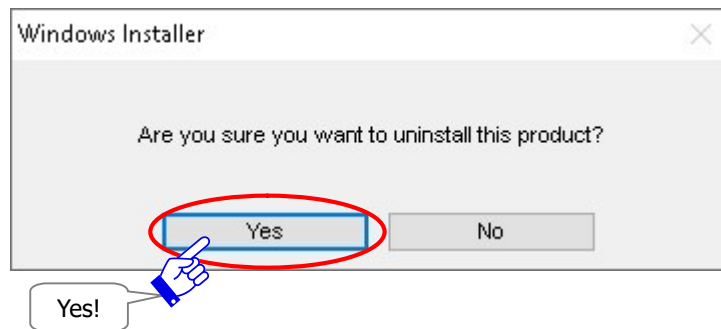 Windows Installer
Are you sure you want to uninstall this product?
Yes
No
Yes!